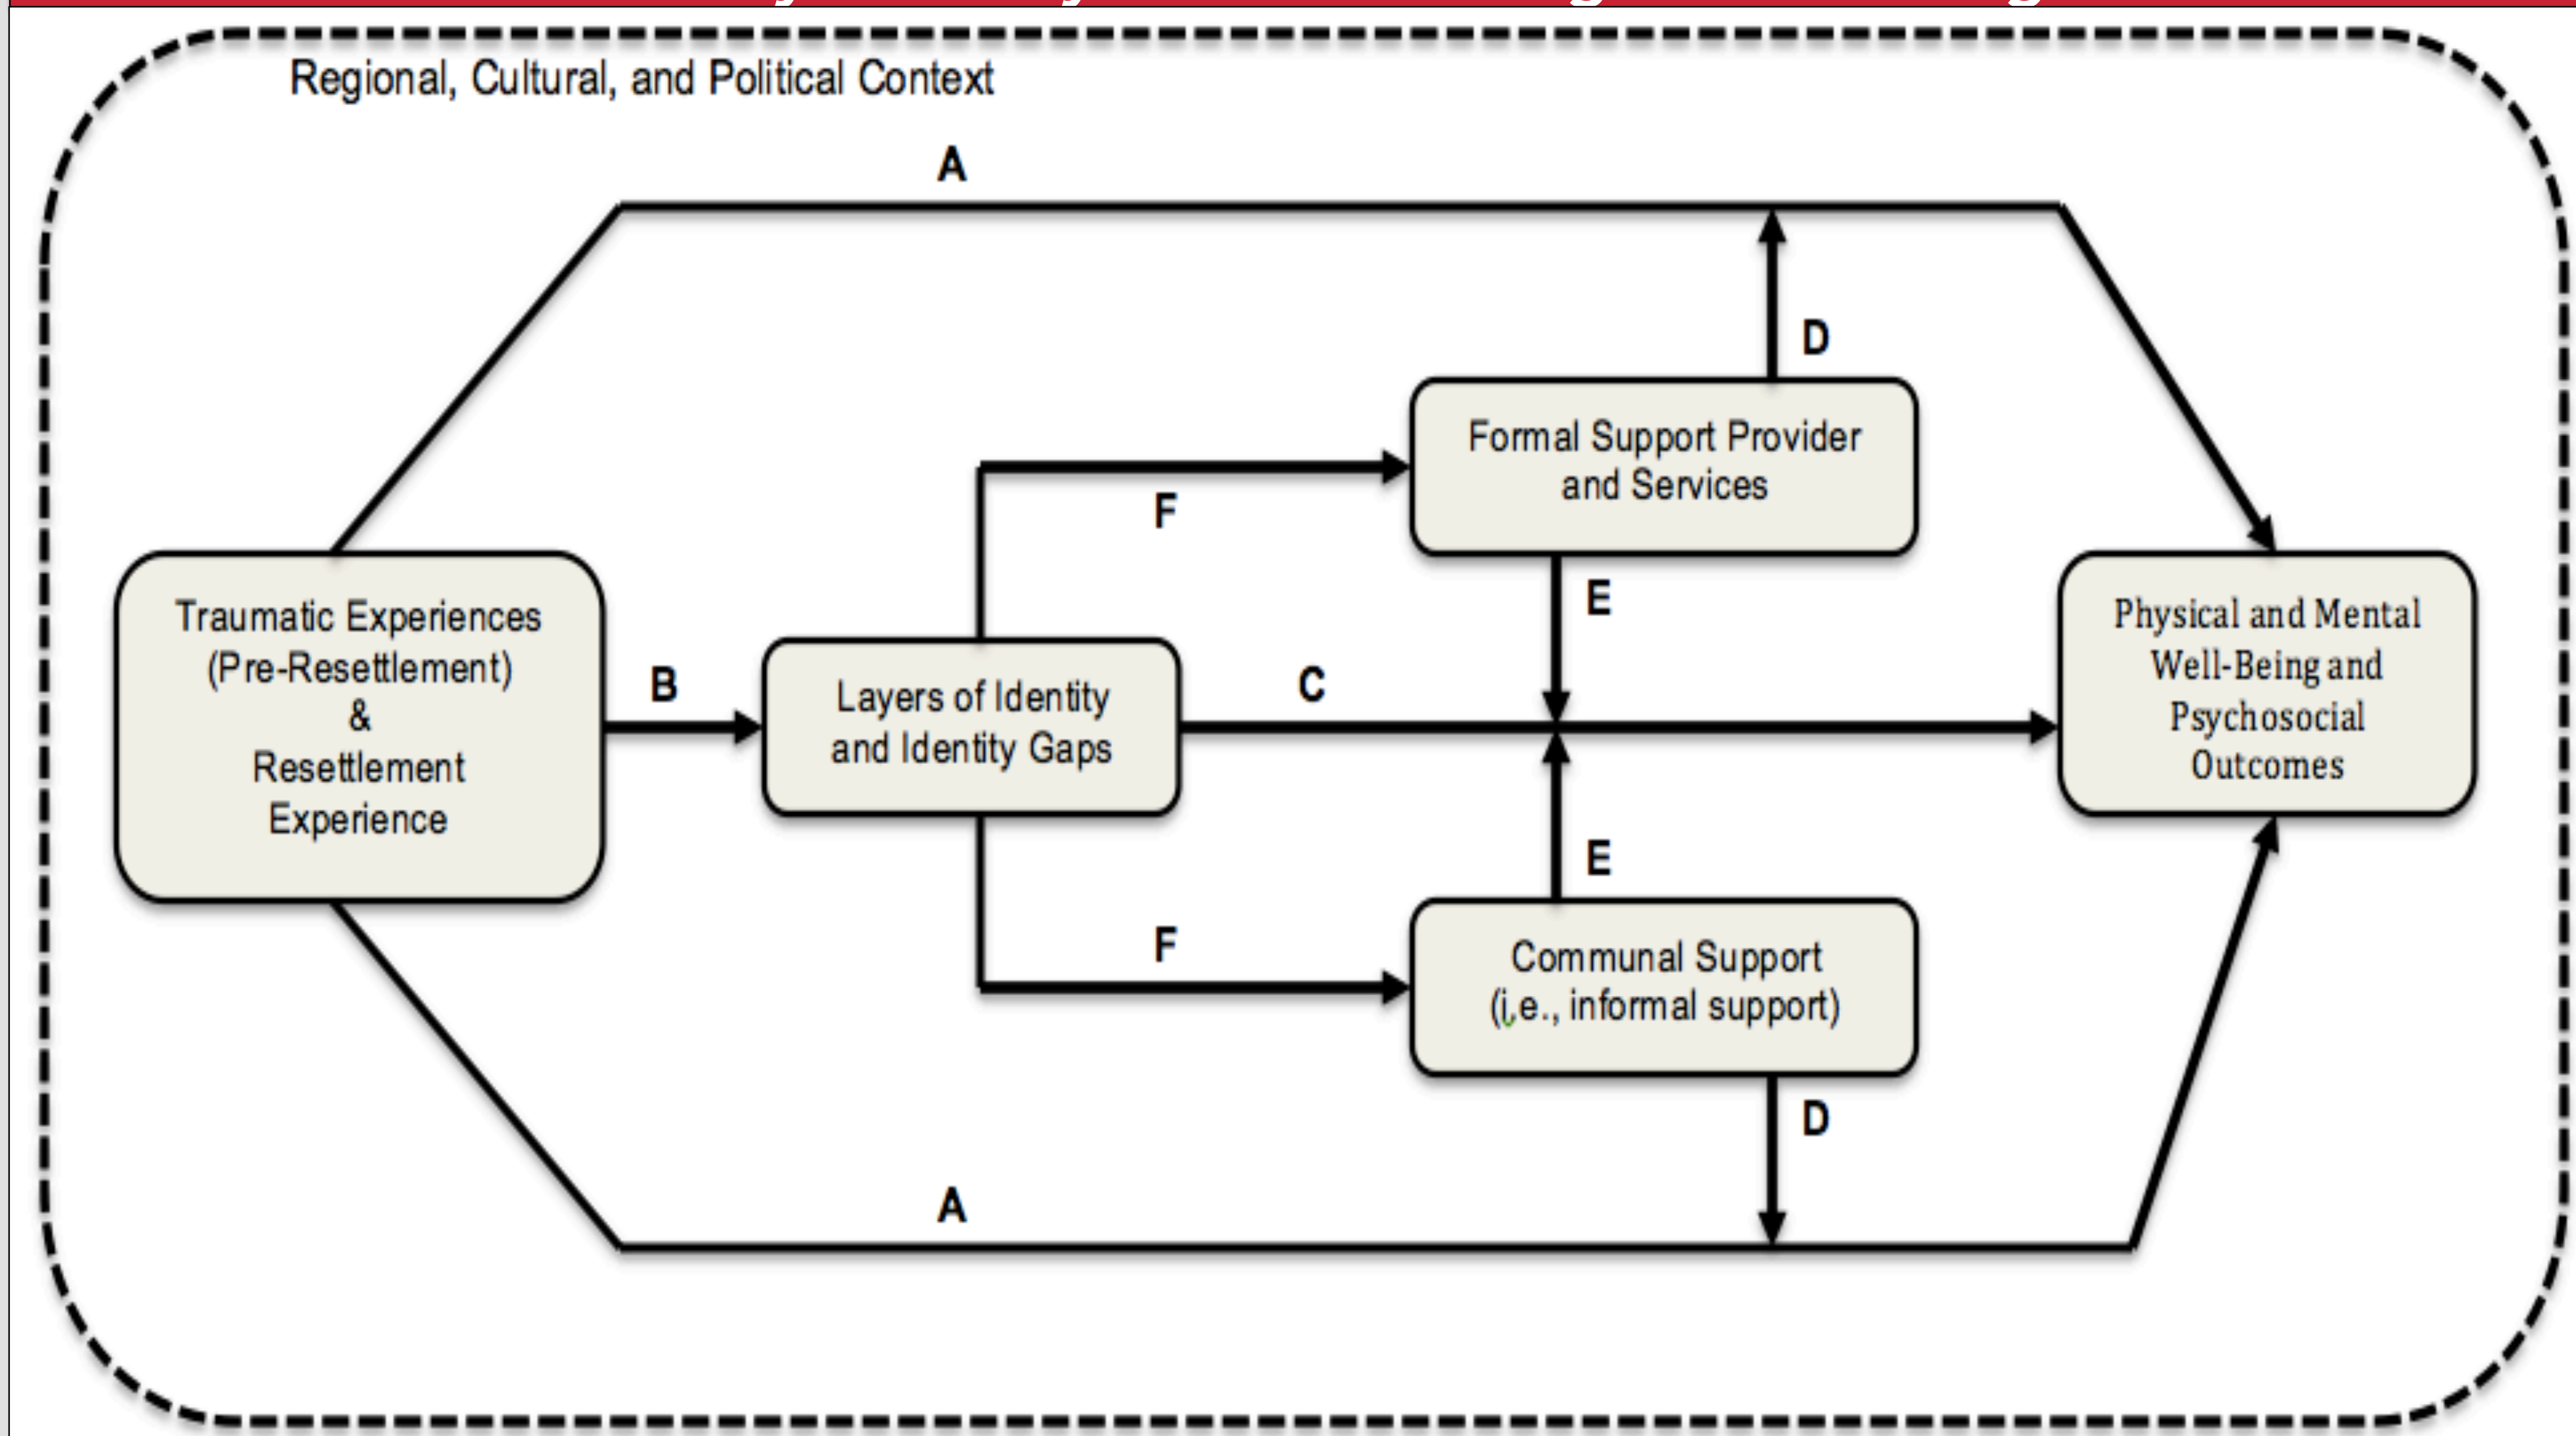 Regional, Cultural, and Political Context
A
D
Formal Support Provider
and Services
F
E
Traumatic Experiences
(Pre-Resettlement)
&
Resettlement
Experience
B
Layers of Identity
and Identity Gaps
C
Physical and Mental
Well-Being and
Psychosocial
Outcomes
E
F
Communal Support
(i.e., informal support)
D
A